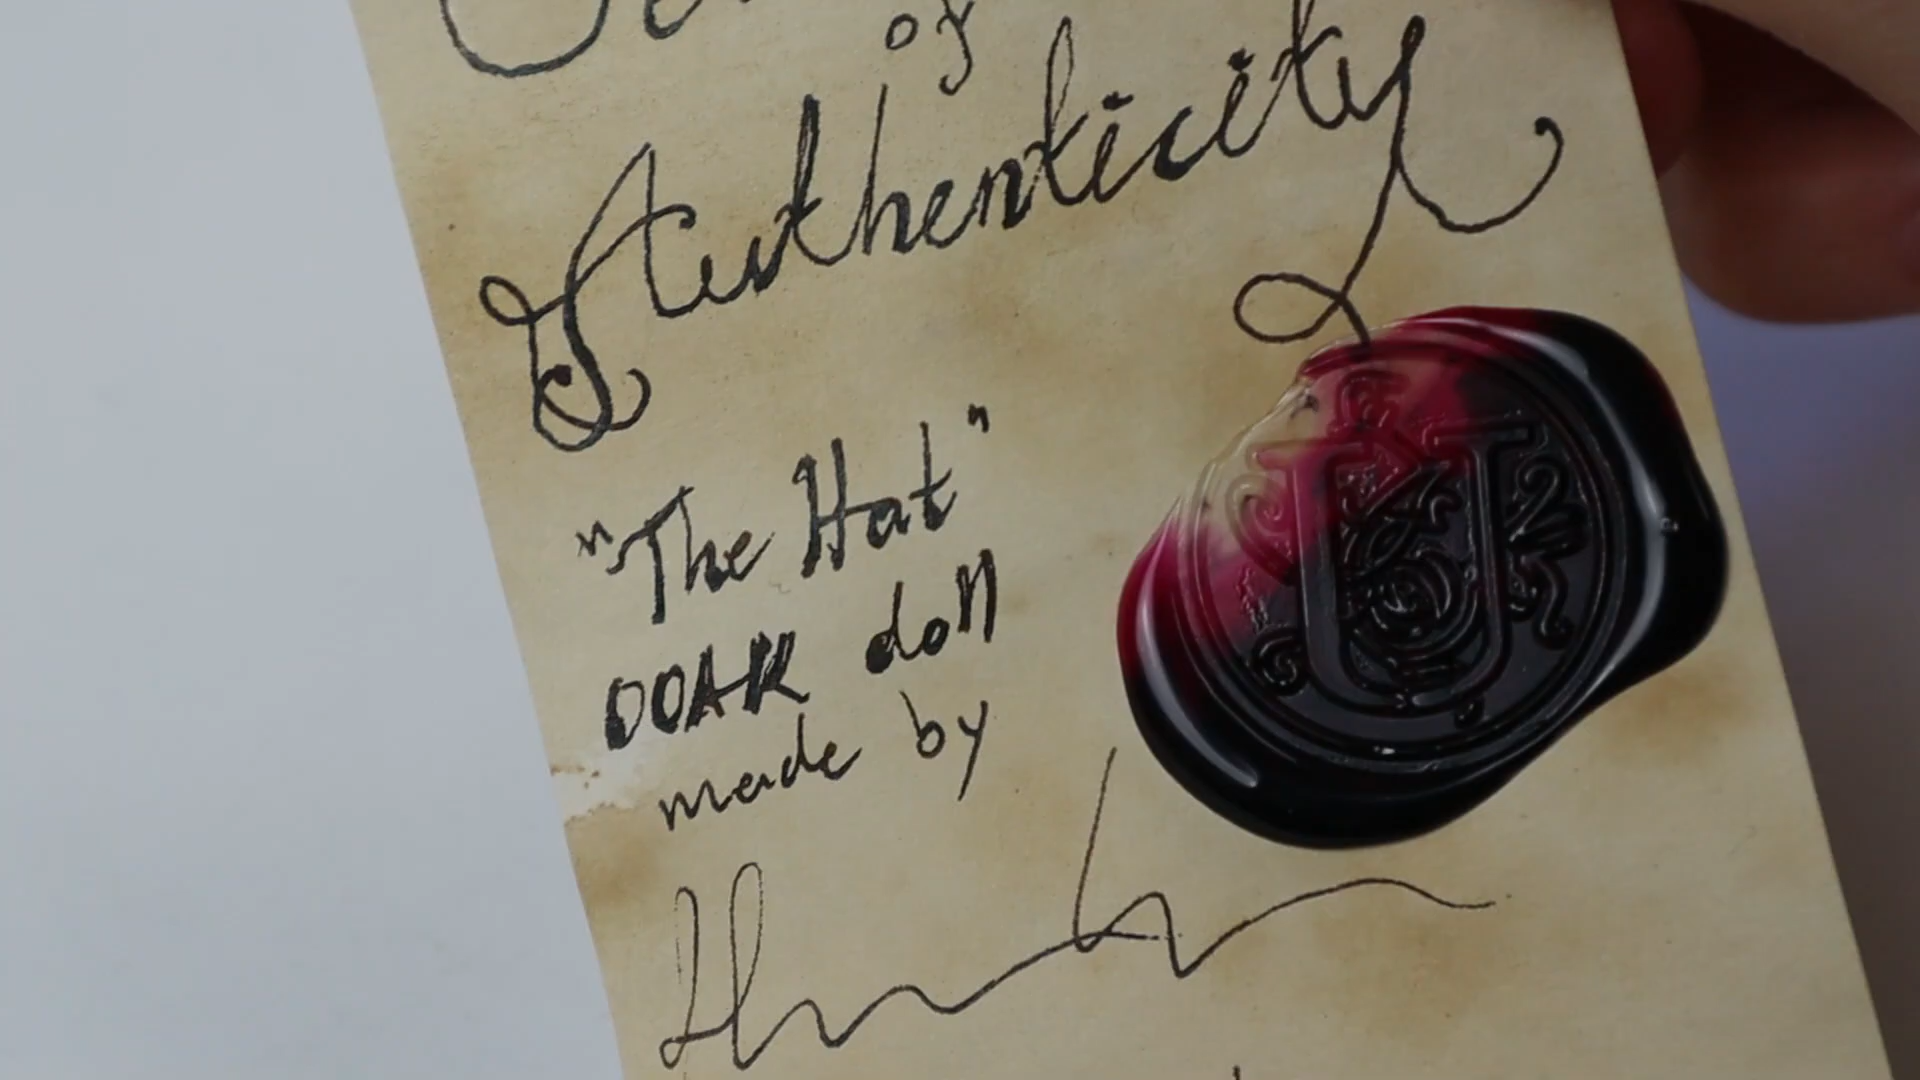 of
Authenticity
"The Hat"
OOAK doll
made by
U